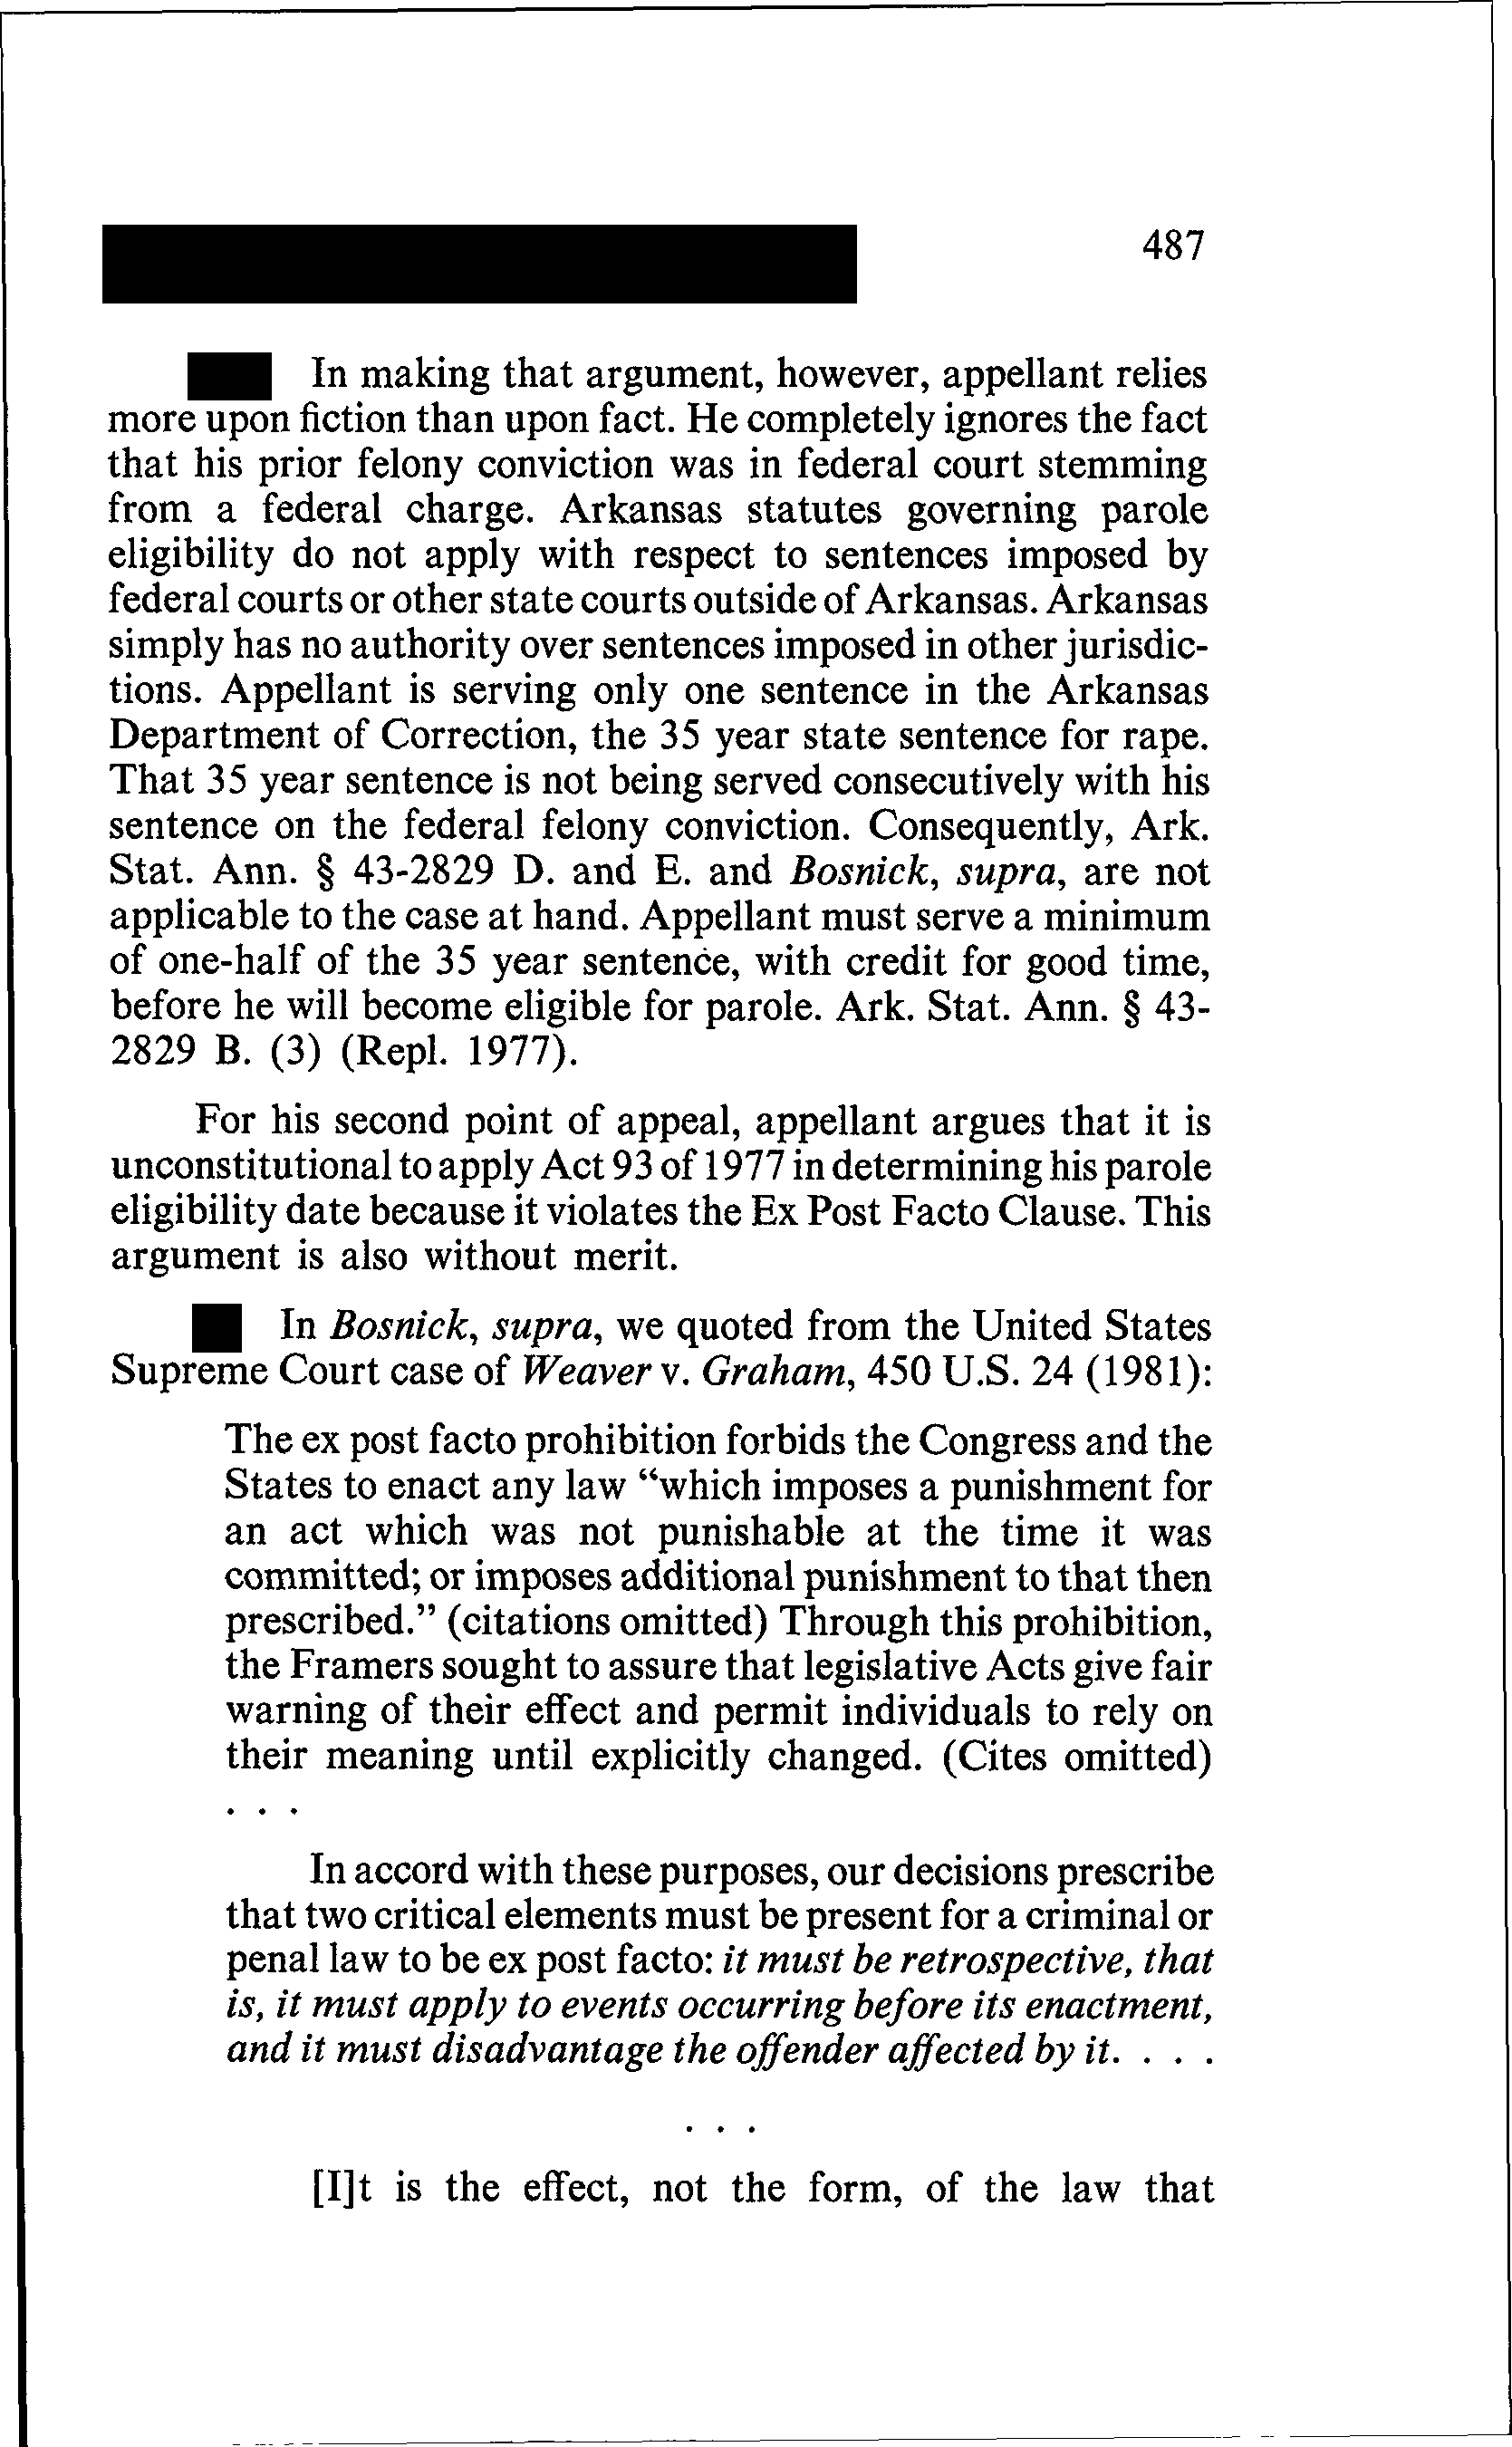 487
In making that argument, however, appellant relies
more upon fiction than upon fact. He completely ignores the fact
that his prior felony conviction was in federal court stemming
from a federal charge. Arkansas statutes governing parole
eligibility do not apply with respect to sentences imposed by
federal courts or other state courts outside of Arkansas. Arkansas
simply has no authority over sentences imposed in other jurisdic-
tions. Appellant is serving only one sentence in the Arkansas
Department of Correction, the 35 year state sentence for rape.
That 35 year sentence is not being served consecutively with his
sentence on the federal felony conviction. Consequently, Ark.
Stat. Ann. § 43-2829 D. and E. and Bosnick, supra, are not
applicable to the case at hand. Appellant must serve a minimum
of one-half of the 35 year sentence, with credit for good time,
before he will become eligible for parole. Ark. Stat. Ann. § 43-
2829 B. (3) (Repl. 1977).
For his second point of appeal, appellant argues that it is
unconstitutional to apply Act 93 of 1977 in determining his parole
eligibility date because it violates the Ex Post Facto Clause. This
argument is also without merit.
In Bosnick, supra, we quoted from the United States
Supreme Court case of Weaver v. Graham, 450 U.S. 24 (1981):
The ex post facto prohibition forbids the Congress and the
States to enact any law “which imposes a punishment for
an act which was not punishable at the time it was
committed; or imposes additional punishment to that then
prescribed.” (citations omitted) Through this prohibition,
the Framers sought to assure that legislative Acts give fair
warning of their effect and permit individuals to rely on
their meaning until explicitly changed. (Cites omitted)
. . .
In accord with these purposes, our decisions prescribe
that two critical elements must be present for a criminal or
penal law to be ex post facto: it must be retrospective, that
is, it must apply to events occurring before its enactment,
and it must disadvantage the offender affected by it. . . .
. . .
[I]t is the effect, not the form, of the law that